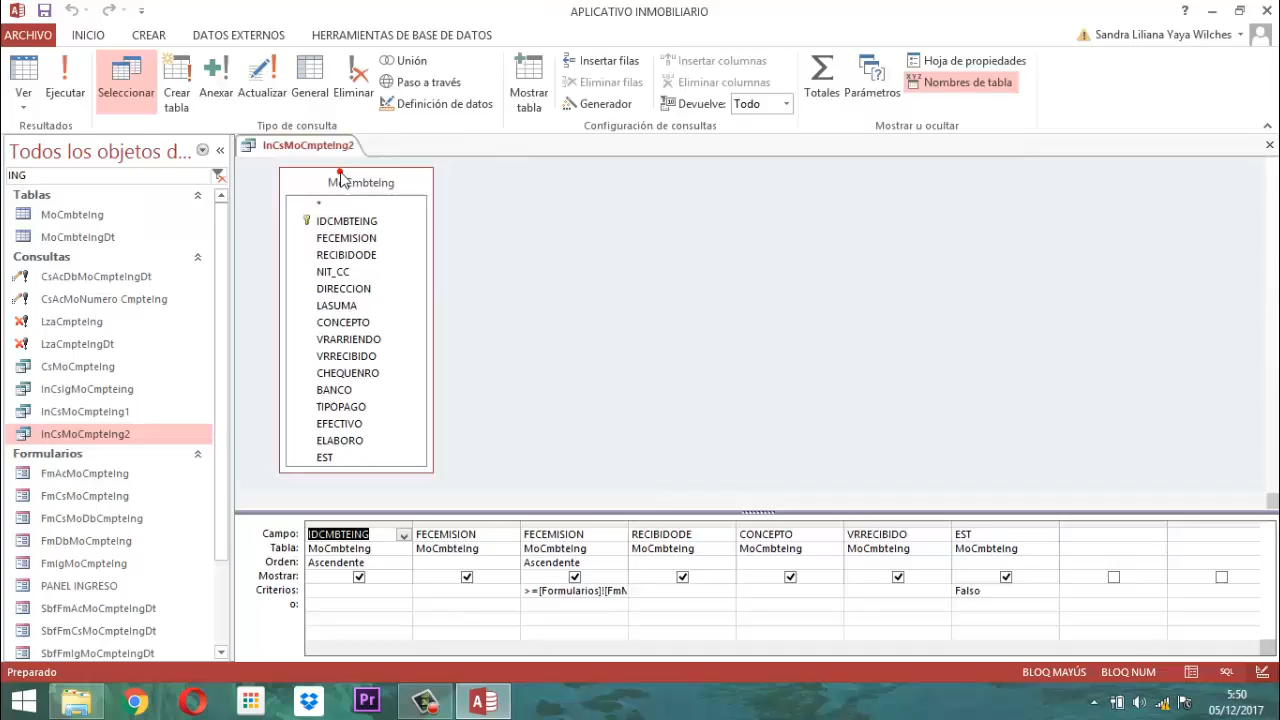 APLICATIVO INMOBILIARIO
ARCHIVO INICIO CREAR DATOS EXTERNOS HERRAMIENTAS DE BASE DE DATOS
Sandra Liliana Yaya Wilches
Ver
Ejecutar
Seleccionar
Crear
tabla
Anexar
Actualizar
General
Eliminar
Unión
Paso a través
Definición de datos
Mostrar
tabla
Insertar filas
Eliminar filas
Generador
Insertar columnas
Eliminar columnas
Devuelve: Todo
Totales
Parámetros
Hoja de propiedades
Nombres de tabla
Resultados
Tipo de consulta
Configuración de consultas
Mostrar u ocultar
Todos los objetos d...
ING
Tablas
MoCmbteIng
MoCmbteIngDt
Consultas
CsAcDbMoCmpteIngDt
CsAcMoNumero CmpteIng
LzaCmpteIng
LzaCmpteIngDt
CsMoCmpteIng
InCsIgMoCmpteing
InCsMoCmpteIng1
InCsMoCmpteIng2
Formularios
FmAcMoCmpteIng
FmCsMoCmpteIng
FmCsMoDbCmpteIng
FmDbMoCmpteIng
FmIgMoCmpteIng
PANEL INGRESO
SbfFmAcMoCmpteIngDt
SbfFmCsMoCmpteIngDt
SbfFmIgMoCmpteIngDt
InCsMoCmpteIng2
MoCmbteIng
*
IDCMBTEING
FECEMISION
RECIBIDODE
NIT_CC
DIRECCION
LASUMA
CONCEPTO
VRARRIENDO
VRRECIBIDO
CHEQUENRO
BANCO
TIPOPAGO
EFECTIVO
ELABORO
EST
Campo: IDCMBTEING FECEMISION FECEMISION RECIBIDODE CONCEPTO VRRECIBIDO EST
Tabla: MoCmbteIng MoCmbteIng MoCmbteIng MoCmbteIng MoCmbteIng MoCmbteIng MoCmbteIng
Orden: Ascendente Ascendente
Mostrar:
Criterios: >=[Formularios]![FmM Falso
o:
Preparado
BLOQ MAYÚS BLOQ NUM SQL
Pr
5:50
05/12/2017